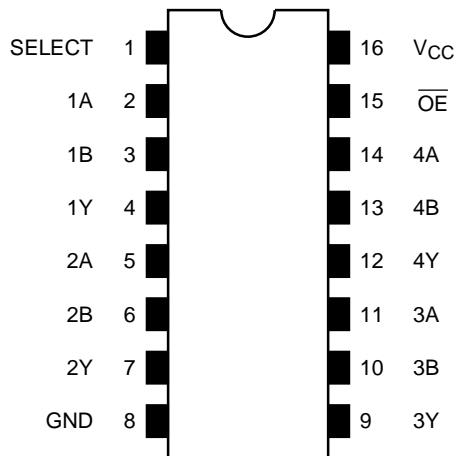 SELECT 1 16 VCC
1A 2 15 OE
1B 3 14 4A
1Y 4 13 4B
2A 5 12 4Y
2B 6 11 3A
2Y 7 10 3B
GND 8 9 3Y